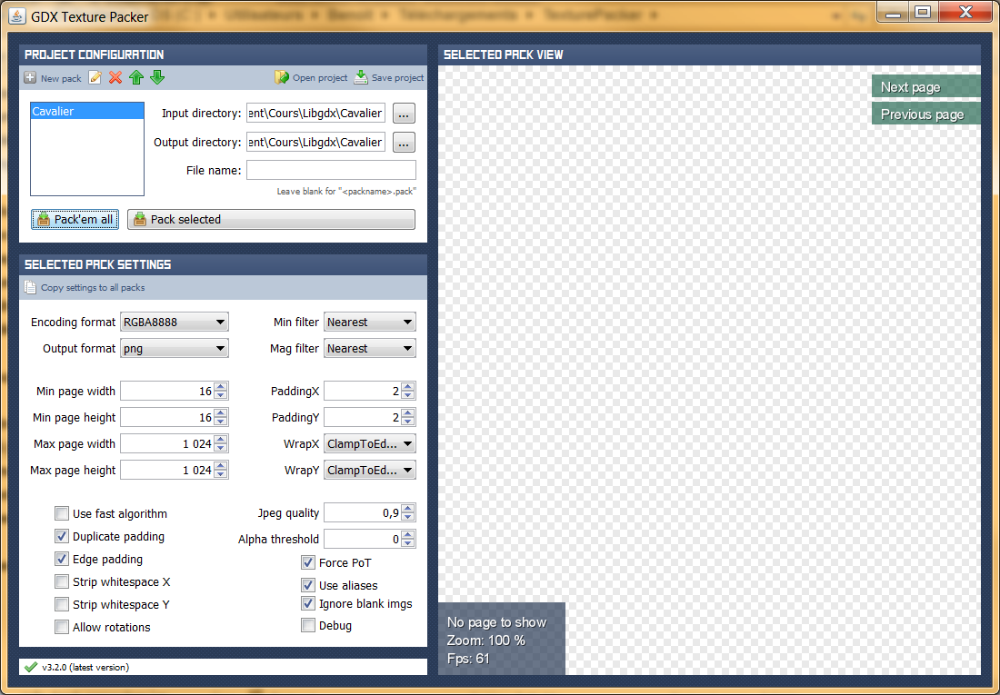 GDX Texture Packer
PROJECT CONFIGURATION
New pack
Open project
Save project
Cavalier
Input directory: ent\Cours\Libgdx\Cavalier ...
Output directory: ent\Cours\Libgdx\Cavalier ...
File name:
Leave blank for "<packname>.pack"
Pack'em all
Pack selected
SELECTED PACK SETTINGS
Copy settings to all packs
Encoding format RGBA8888
Min filter Nearest
Output format png
Mag filter Nearest
Min page width 16
PaddingX 2
Min page height 16
PaddingY 2
Max page width 1 024
WrapX ClampToEd...
Max page height 1 024
WrapY ClampToEd...
Use fast algorithm
Jpeg quality 0,9
Duplicate padding
Alpha threshold 0
Edge padding
Force PoT
Strip whitespace X
Use aliases
Strip whitespace Y
Ignore blank imgs
Allow rotations
Debug
v3.2.0 (latest version)
SELECTED PACK VIEW
Next page
Previous page
No page to show
Zoom: 100 %
Fps: 61